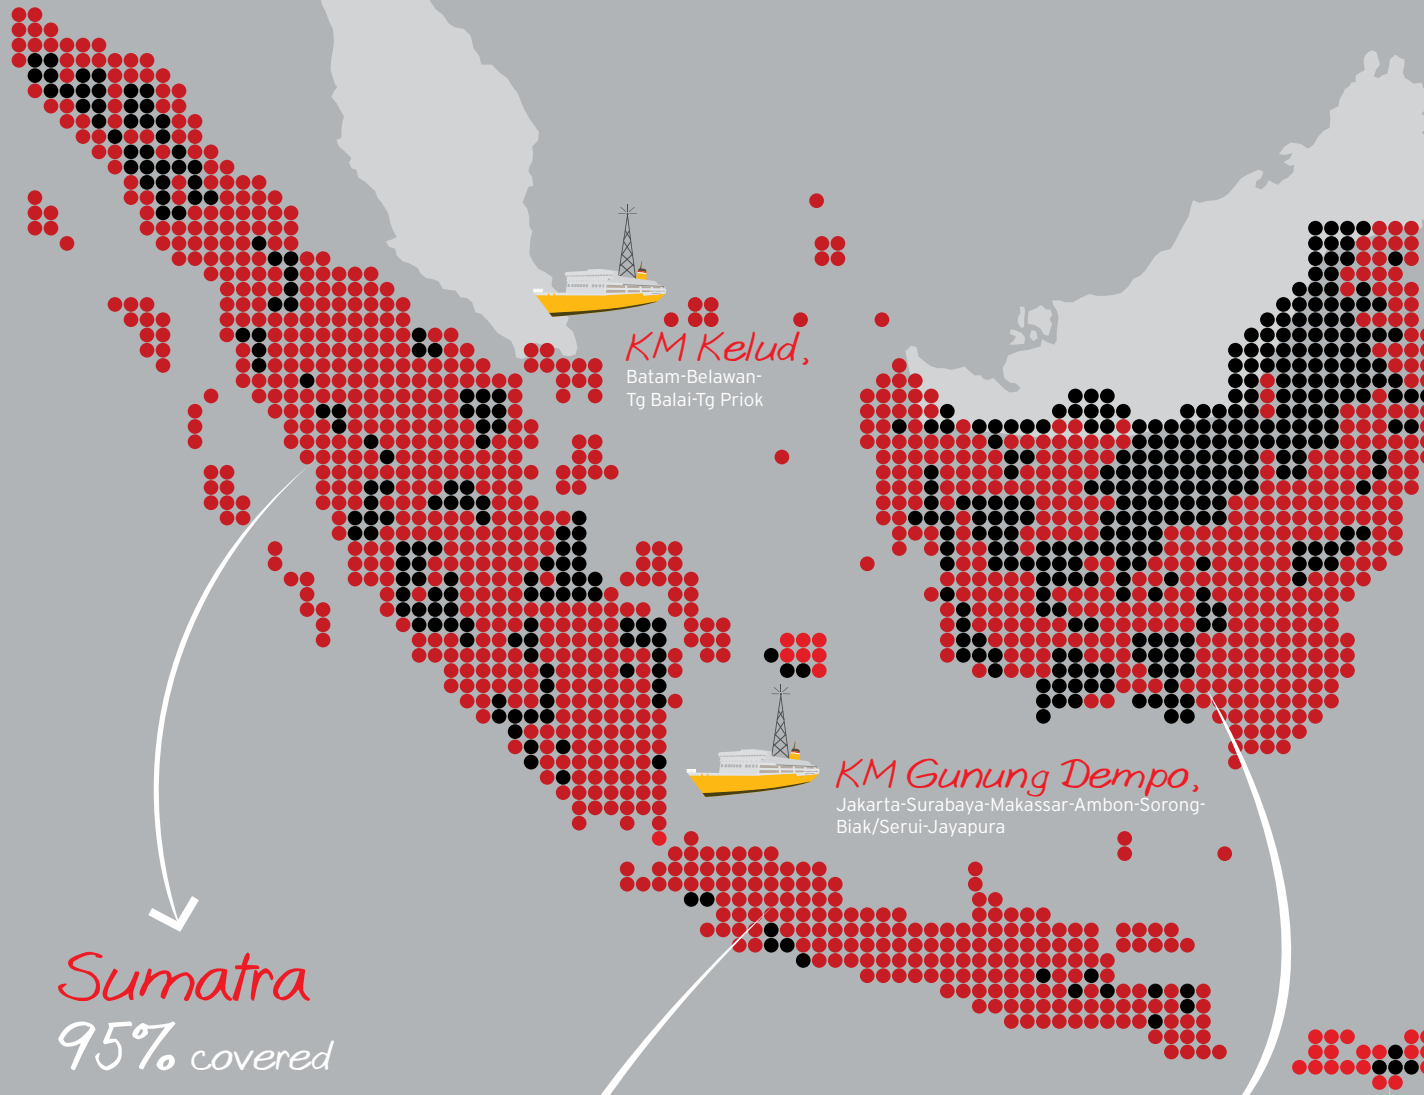 KM Kelud,
Batam-Belawan-
Tg Balai-Tg Priok
KM Gunung Dempo,
Jakarta-Surabaya-Makassar-Ambon-Sorong-
Biak/Serui-Jayapura
Sumatra
95% covered